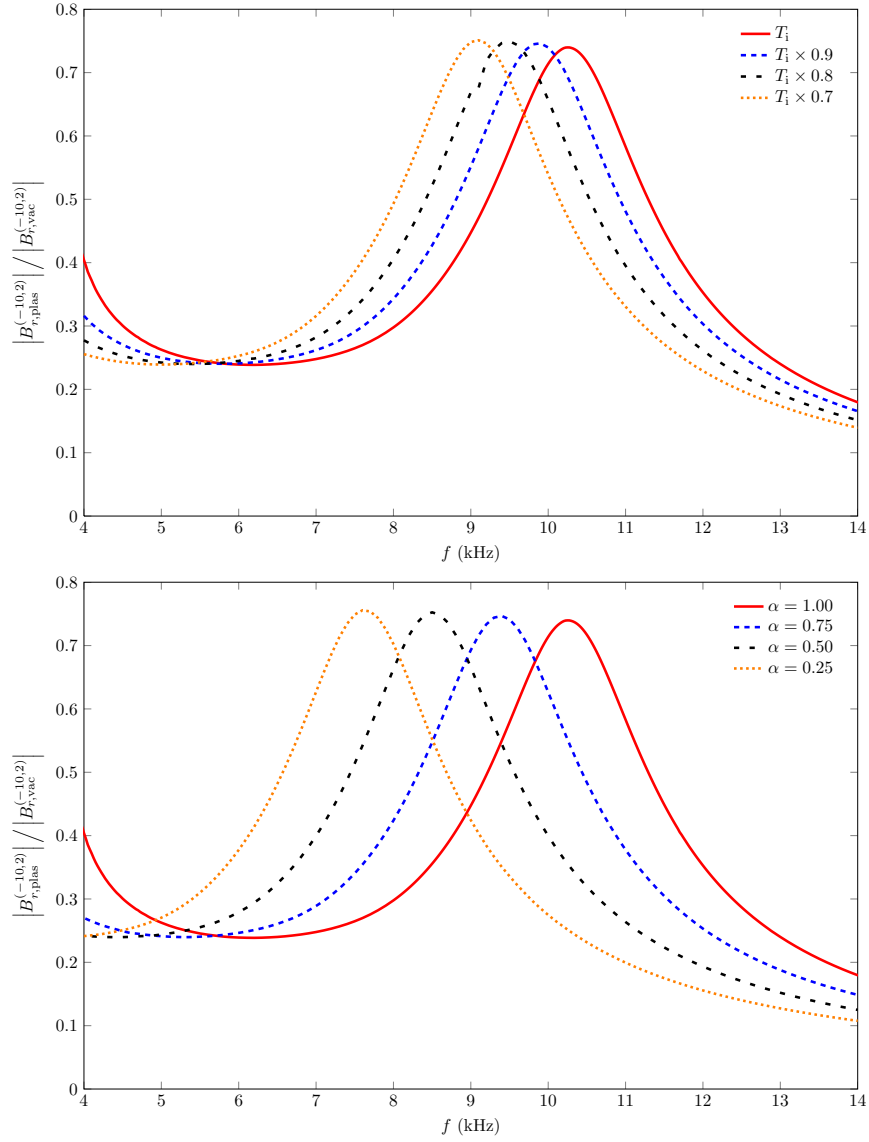 0.8
0.7
0.6
0.5
0.4
0.3
0.2
0.1
0
|B_{r,plas}^{(−10,2)}| / |B_{r,vac}^{(−10,2)}|
T_i
T_i × 0.9
T_i × 0.8
T_i × 0.7
4 5 6 7 8 9 10 11 12 13 14
f (kHz)
0.8
0.7
0.6
0.5
0.4
0.3
0.2
0.1
0
|B_{r,plas}^{(−10,2)}| / |B_{r,vac}^{(−10,2)}|
α = 1.00
α = 0.75
α = 0.50
α = 0.25
4 5 6 7 8 9 10 11 12 13 14
f (kHz)